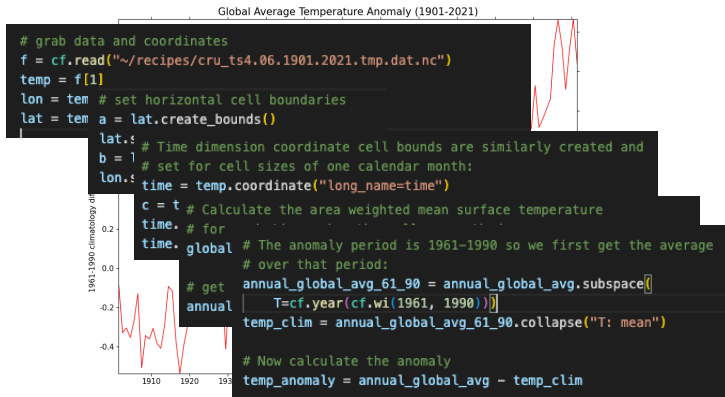 Global Average Temperature Anomaly (1901-2021)
# grab data and coordinates
f = cf.read("~/recipes/cru_ts4.06.1901.2021.tmp.dat.nc")
temp = f[1]
lon = tem
lat = tem
# set horizontal cell boundaries
a = lat.create_bounds()
lat.s
b = l
lon.s
# Time dimension coordinate cell bounds are similarly created and
# set for cell sizes of one calendar month:
time = temp.coordinate("long_name=time")
c = t
time.
time.
# Calculate the area weighted mean surface temperature
# for
global
# get
annual
# The anomaly period is 1961-1990 so we first get the average
# over that period:
annual_global_avg_61_90 = annual_global_avg.subspace(
T=cf.year(cf.wi(1961, 1990)))
temp_clim = annual_global_avg_61_90.collapse("T: mean")
# Now calculate the anomaly
temp_anomaly = annual_global_avg - temp_clim
1961-1990 climatology di
0.2
0.0
-0.2
-0.4
1910
1920
193